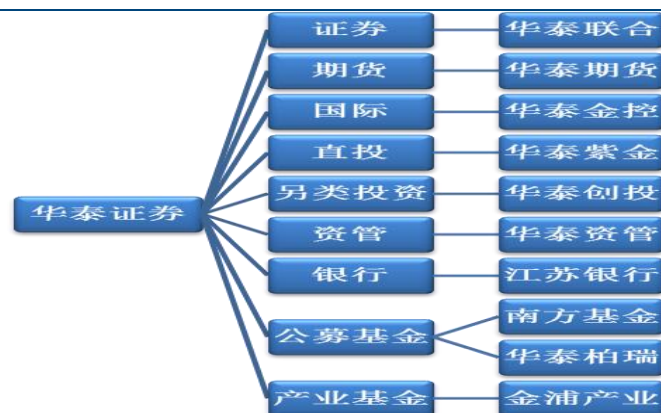 证券
华泰联合
期货
华泰期货
国际
华泰金控
直投
华泰紫金
华泰证券
另类投资
华泰创投
资管
华泰资管
银行
江苏银行
公募基金
南方基金
华泰柏瑞
产业基金
金浦产业